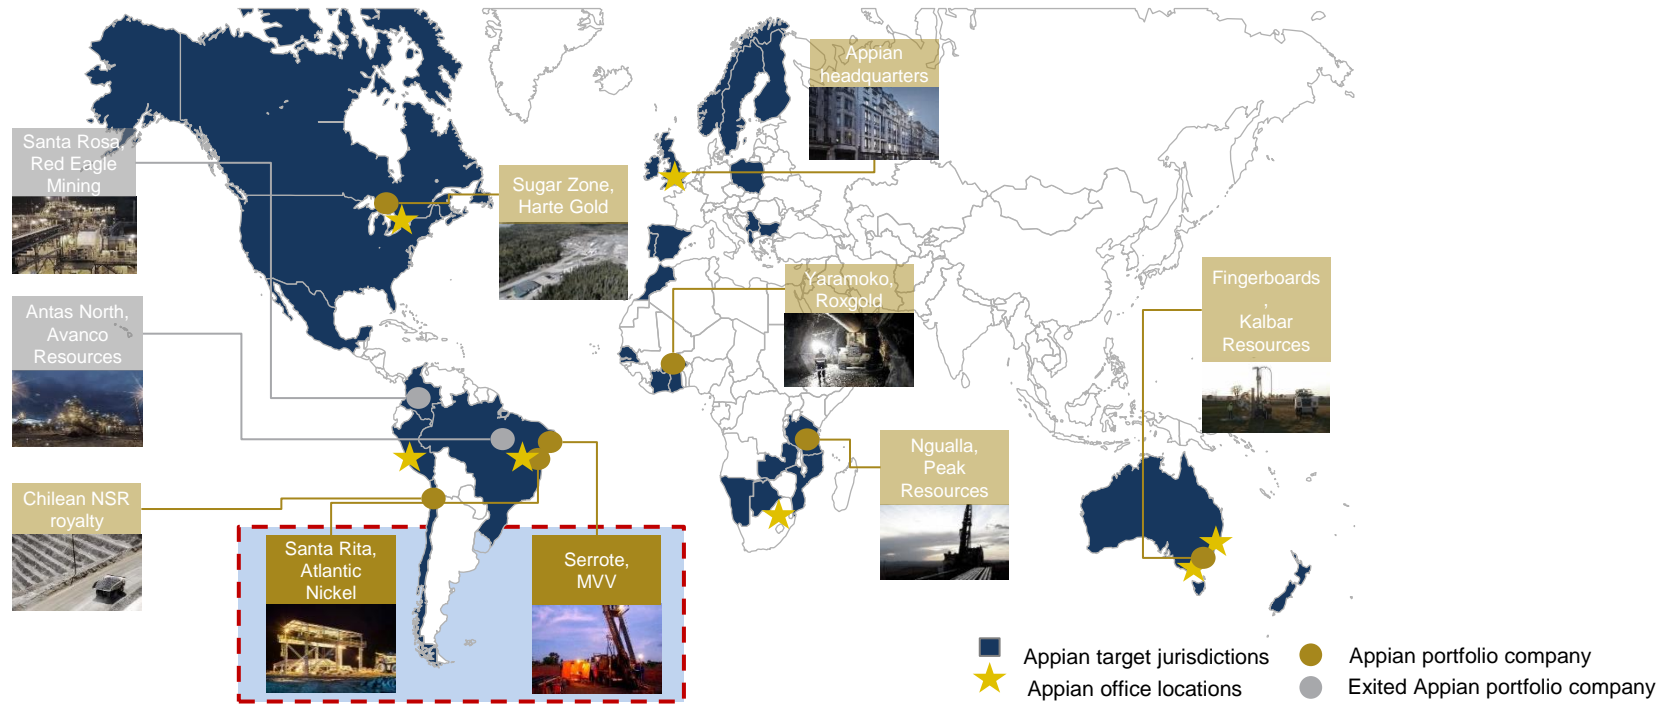 Appian
headquarters
Santa Rosa,
Red Eagle
Mining
Sugar Zone,
Harte Gold
Yaramoko,
Roxgold
Fingerboards
,
Kalbar
Resources
Antas North,
Avanco
Resources
Ngualla,
Peak
Resources
Chilean NSR
royalty
Santa Rita,
Atlantic
Nickel
Serrote,
MVV
Appian target jurisdictions
Appian portfolio company
Appian office locations
Exited Appian portfolio company